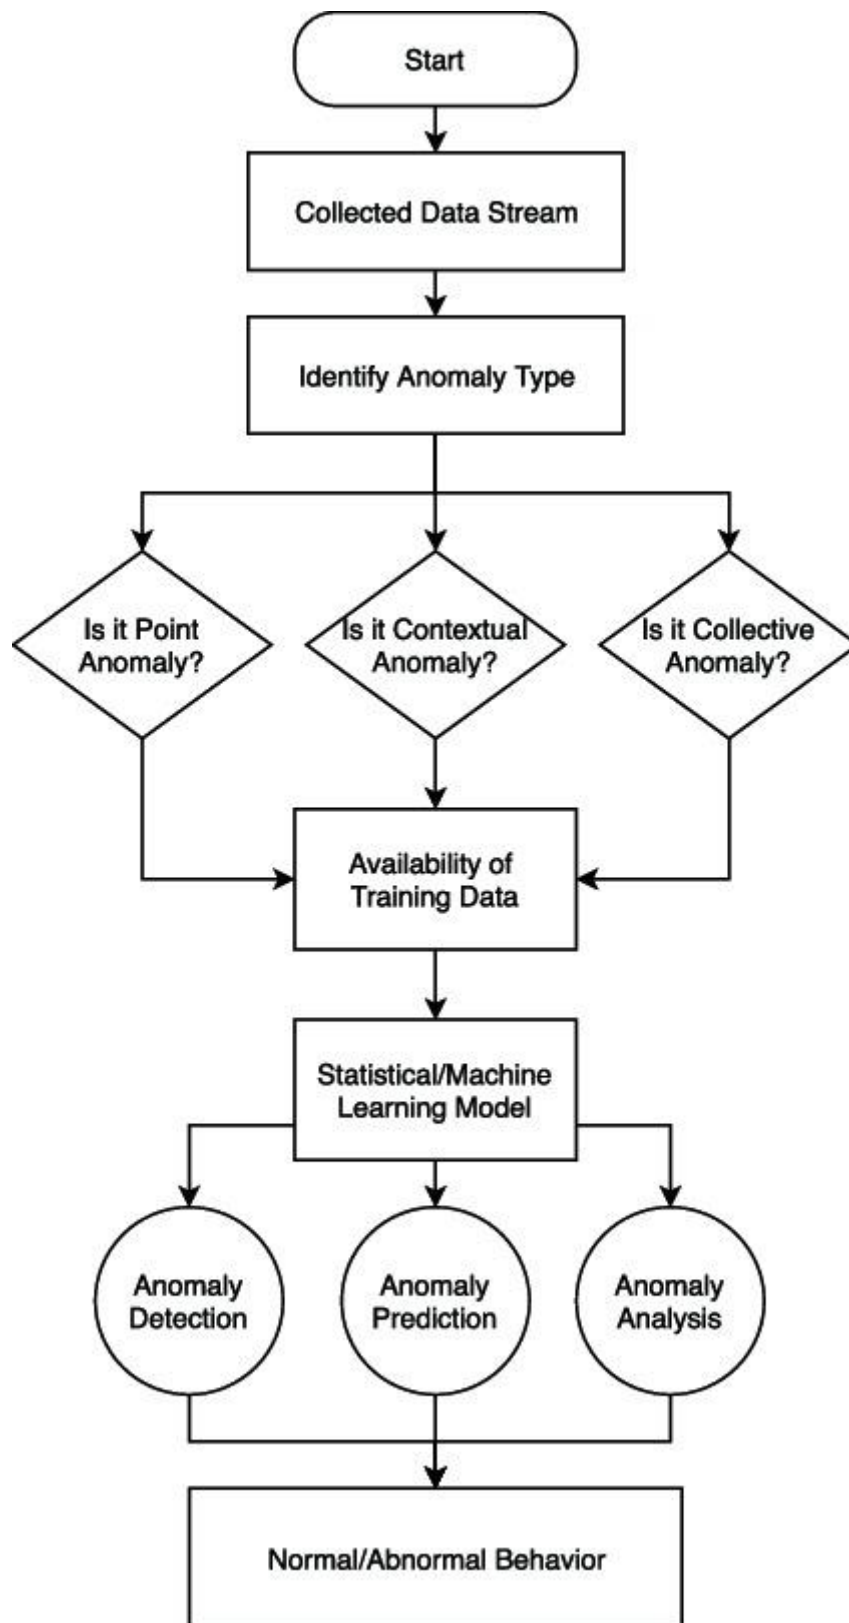 Start
Collected Data Stream
Identify Anomaly Type
Is it Point
Anomaly?
Is it Contextual
Anomaly?
Is it Collective
Anomaly?
Availability of
Training Data
Statistical/Machine
Learning Model
Anomaly
Detection
Anomaly
Prediction
Anomaly
Analysis
Normal/Abnormal Behavior